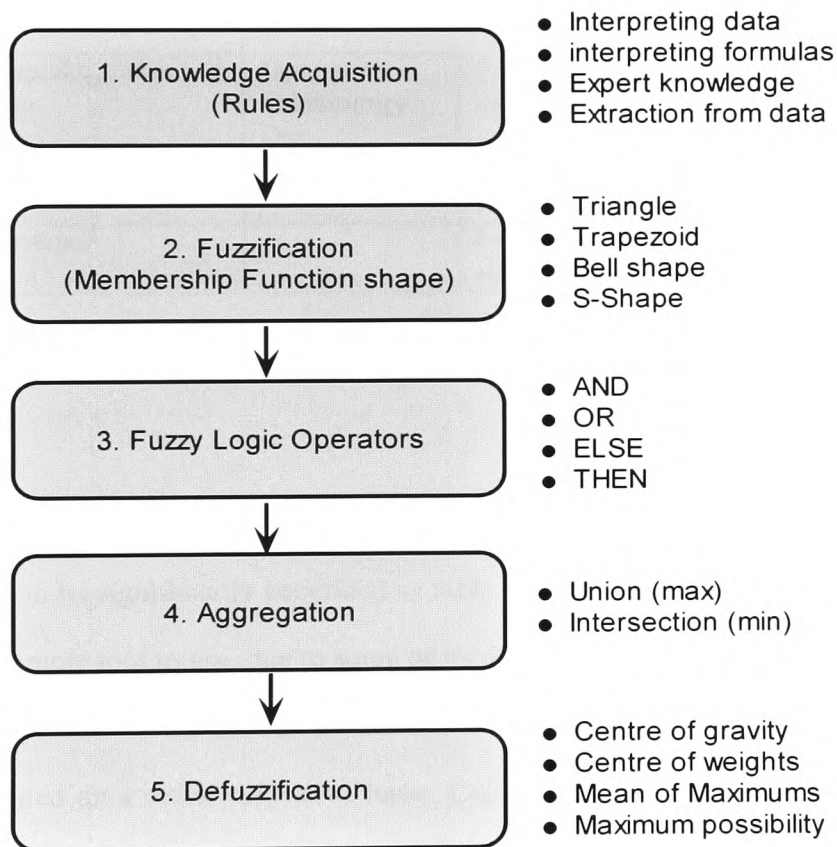 1. Knowledge Acquisition
(Rules)
● Interpreting data
● interpreting formulas
● Expert knowledge
● Extraction from data
2. Fuzzification
(Membership Function shape)
● Triangle
● Trapezoid
● Bell shape
● S-Shape
3. Fuzzy Logic Operators
● AND
● OR
● ELSE
● THEN
4. Aggregation
● Union (max)
● Intersection (min)
5. Defuzzification
● Centre of gravity
● Centre of weights
● Mean of Maximums
● Maximum possibility